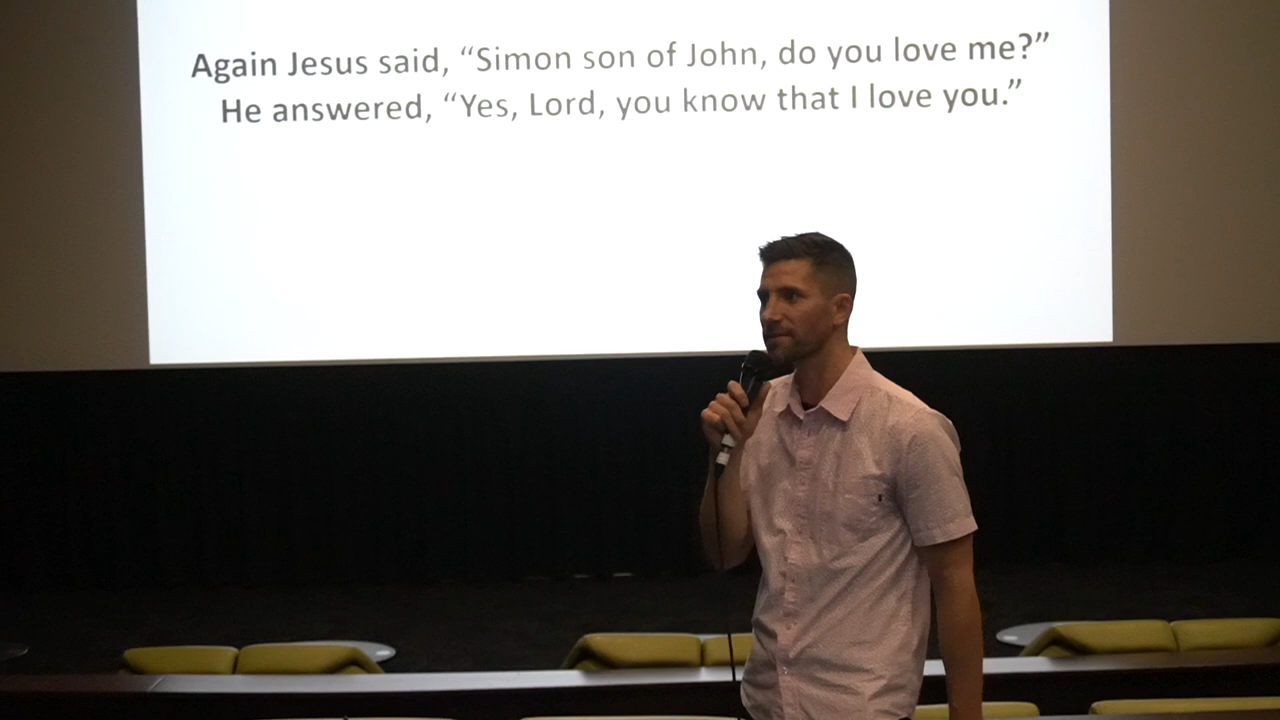 Again Jesus said, “Simon son of John, do you love me?”
He answered, “Yes, Lord, you know that I love you.”